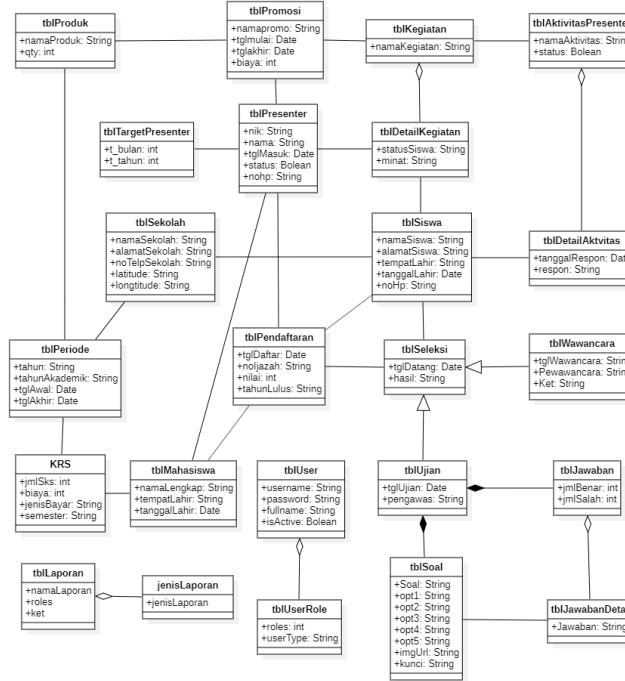 tblProduk
+namaProduk: String
+qty: int
tblPromosi
+namapromo: String
+tglmulai: Date
+tglakhir: Date
+biaya: int
tblKegiatan
+namaKegiatan: String
tblAktivitasPresente
+namaAktivitas: String
+status: Bolean
tblTargetPresenter
+t_bulan: int
+t_tahun: int
tblPresenter
+nik: String
+nama: String
+tglMasuk: Date
+status: Bolean
+nohp: String
tblDetailKegiatan
+statusSiswa: String
+minat: String
tblSekolah
+namaSekolah: String
+alamatSekolah: String
+noTelpSekolah: String
+latitude: String
+longtitude: String
tblSiswa
+namaSiswa: String
+alamatSiswa: String
+tempatLahir: String
+tanggalLahir: Date
+noHp: String
tblDetailAktvitas
+tanggalRespon: Dat
+respon: String
tblPeriode
+tahun: String
+tahunAkademik: String
+tglAwal: Date
+tglAkhir: Date
tblPendaftaran
+tglDaftar: Date
+noIjazah: String
+nilai: int
+tahunLulus: String
tblSeleksi
+tglDatang: Date
+hasil: String
tblWawancara
+tglWawancara: Strin
+Pewawancara: Strin
+Ket: String
KRS
+jmlSks: int
+biaya: int
+jenisBayar: String
+semester: String
tblMahasiswa
+namaLengkap: String
+tempatLahir: String
+tanggalLahir: Date
tblUser
+username: String
+password: String
+fullname: String
+isActive: Bolean
tblUjian
+tglUjian: Date
+pengawas: String
tblJawaban
+jmlBenar: int
+jmlSalah: int
tblLaporan
+namaLaporan
+roles
+ket
jenisLaporan
+jenisLaporan
tblUserRole
+roles: int
+userType: String
tblSoal
+Soal: String
+opt1: String
+opt2: String
+opt3: String
+opt4: String
+opt5: String
+imgUrl: String
+kunci: String
tblJawabanDetai
+Jawaban: String